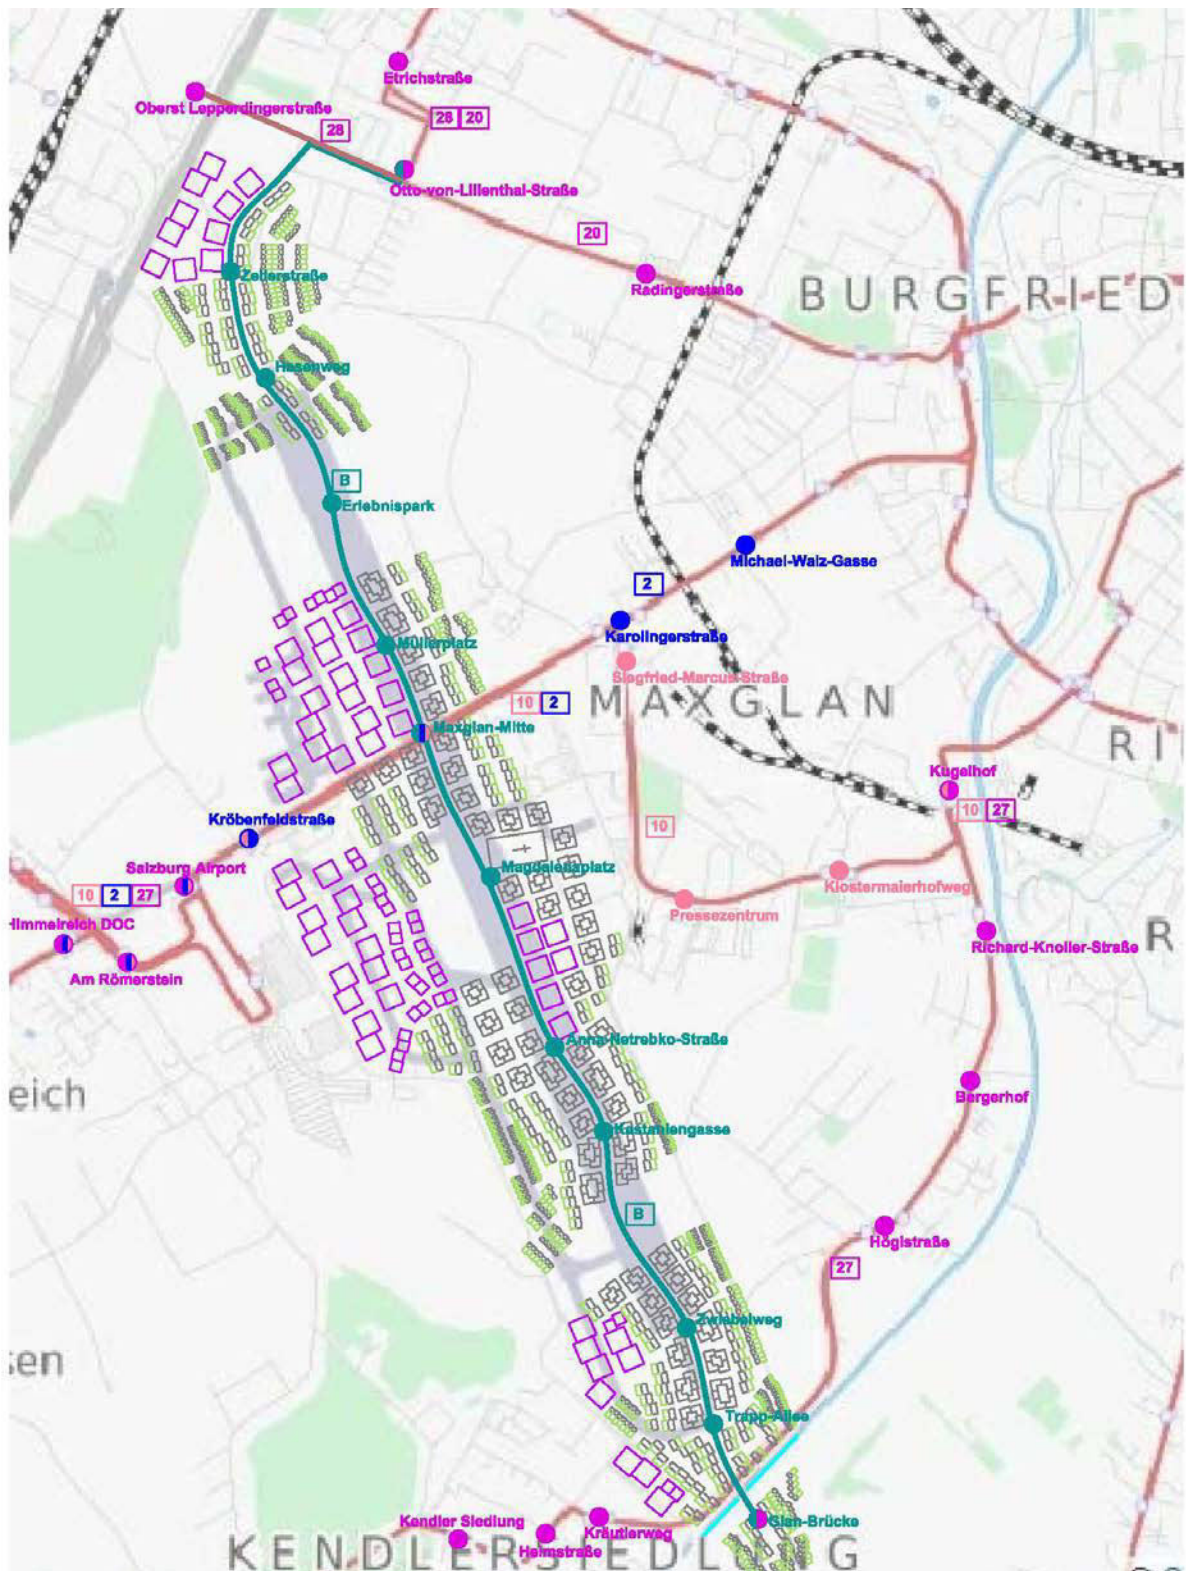 Etrichstraße
Oberst Lepperdingerstraße
28
28 20
Otto-von-Lilienthal-Straße
20
Zeilerstraße
Radingerstraße
BURGFRIED
Hasenweg
B
Erlebnispark
Michael-Walz-Gasse
2
Karolingerstraße
Müllerplatz
Siegfried-Marcus-Straße
MAXGLAN
10 2
Maxglan-Mitte
RI
Kugelhof
10 27
Kröbenfeldstraße
10
Salzburg Airport
Magdalenaplatz
Klostermaierhofweg
10 2 27
Pressezentrum
Himmelreich DOC
Richard-Knoller-Straße
R
Am Römerstein
Anna-Netrebko-Straße
eich
Bergerhof
Kastaniengasse
B
Höglstraße
27
Zwiebelweg
sen
Trapp-Allee
Kendler Siedlung
Glan-Brücke
Kräutlerweg
Heimstraße
KENDLERSIEDLUNG